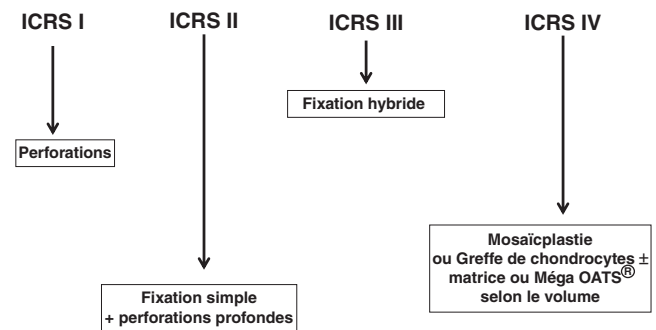 ICRS I
ICRS II
ICRS III
ICRS IV
Fixation hybride
Perforations
Mosaïcplastie
ou Greffe de chondrocytes ±
matrice ou Méga OATS®
selon le volume
Fixation simple
+ perforations profondes